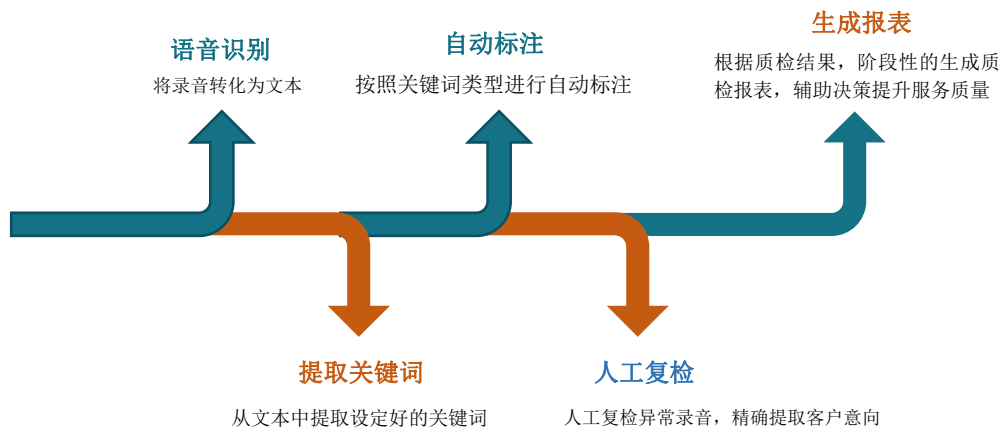 语音识别
将录音转化为文本
自动标注
按照关键词类型进行自动标注
生成报表
根据质检结果，阶段性的生成质
检报表，辅助决策提升服务质量
提取关键词
从文本中提取设定好的关键词
人工复检
人工复检异常录音，精确提取客户意向